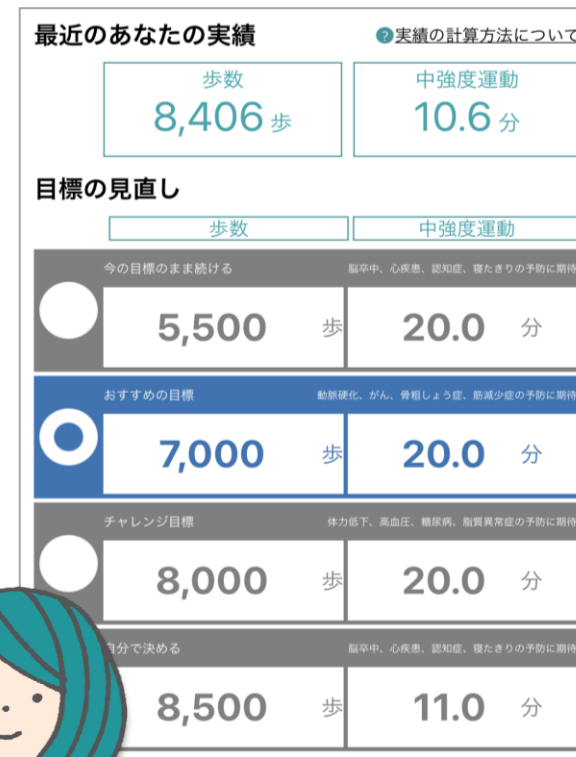 最近のあなたの実績
?実績の計算方法について
歩数
中強度運動
8,406 歩
10.6 分
目標の見直し
歩数
中強度運動
今の目標のまま続ける
脳卒中、心疾患、認知症、寝たきりの予防に期待
5,500 歩
20.0 分
おすすめの目標
動脈硬化、がん、骨粗しょう症、筋減少症の予防に期待
7,000 歩
20.0 分
チャレンジ目標
体力低下、高血圧、糖尿病、脂質異常症の予防に期待
8,000 歩
20.0 分
自分で決める
脳卒中、心疾患、認知症、寝たきりの予防に期待
8,500 歩
11.0 分